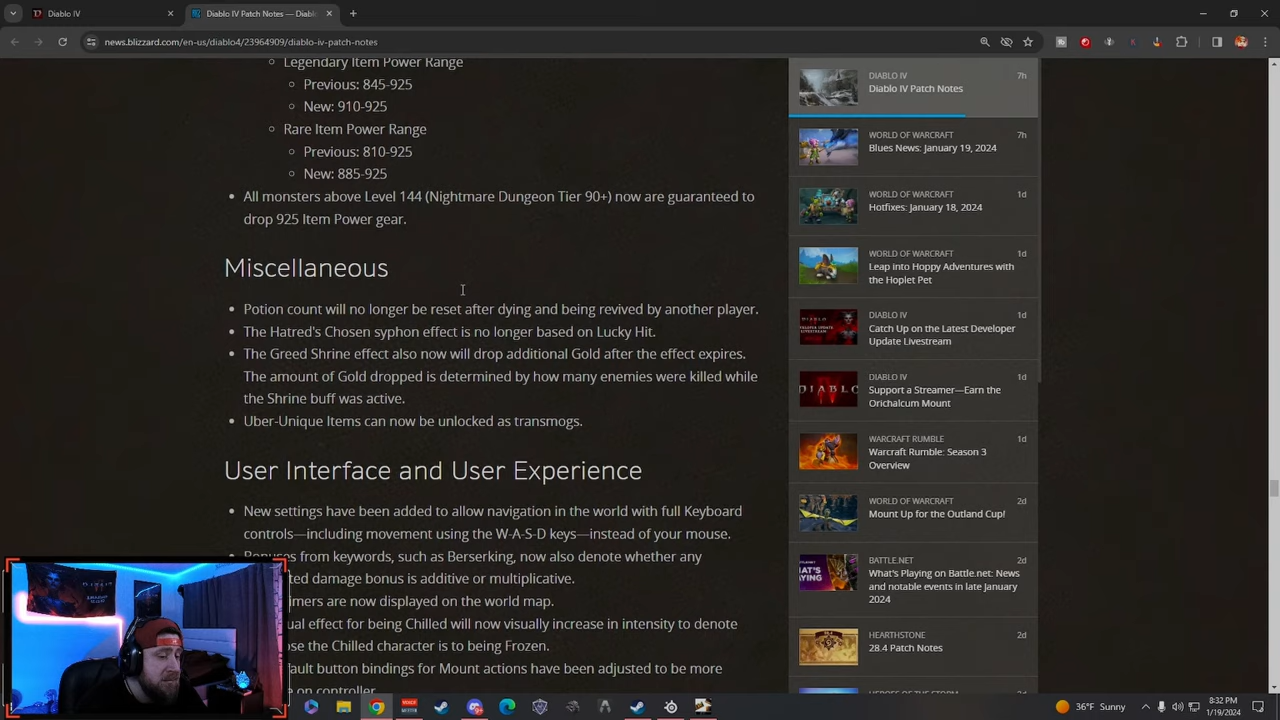 Diablo IV
Diablo IV Patch Notes — Diabl
news.blizzard.com/en-us/diablo4/23964909/diablo-iv-patch-notes
Legendary Item Power Range
Previous: 845-925
New: 910-925
Rare Item Power Range
Previous: 810-925
New: 885-925
All monsters above Level 144 (Nightmare Dungeon Tier 90+) now are guaranteed to
drop 925 Item Power gear.
Miscellaneous
Potion count will no longer be reset after dying and being revived by another player.
The Hatred's Chosen syphon effect is no longer based on Lucky Hit.
The Greed Shrine effect also now will drop additional Gold after the effect expires.
The amount of Gold dropped is determined by how many enemies were killed while
the Shrine buff was active.
Uber-Unique Items can now be unlocked as transmogs.
User Interface and User Experience
New settings have been added to allow navigation in the world with full Keyboard
controls—including movement using the W-A-S-D keys—instead of your mouse.
Bonuses from keywords, such as Berserking, now also denote whether any
ted damage bonus is additive or multiplicative.
mers are now displayed on the world map.
ual effect for being Chilled will now visually increase in intensity to denote
ose the Chilled character is to being Frozen.
fault button bindings for Mount actions have been adjusted to be more
on controller.
DIABLO IV
7h
Diablo IV Patch Notes
WORLD OF WARCRAFT
7h
Blues News: January 19, 2024
WORLD OF WARCRAFT
1d
Hotfixes: January 18, 2024
WORLD OF WARCRAFT
1d
Leap into Hoppy Adventures with
the Hoplet Pet
DIABLO IV
1d
Catch Up on the Latest Developer
Update Livestream
DIABLO IV
1d
Support a Streamer—Earn the
Orichalcum Mount
WARCRAFT RUMBLE
1d
Warcraft Rumble: Season 3
Overview
WORLD OF WARCRAFT
2d
Mount Up for the Outland Cup!
BATTLE.NET
2d
What's Playing on Battle.net: News
and notable events in late January
2024
HEARTHSTONE
2d
28.4 Patch Notes
36°F Sunny
8:32 PM
1/19/2024